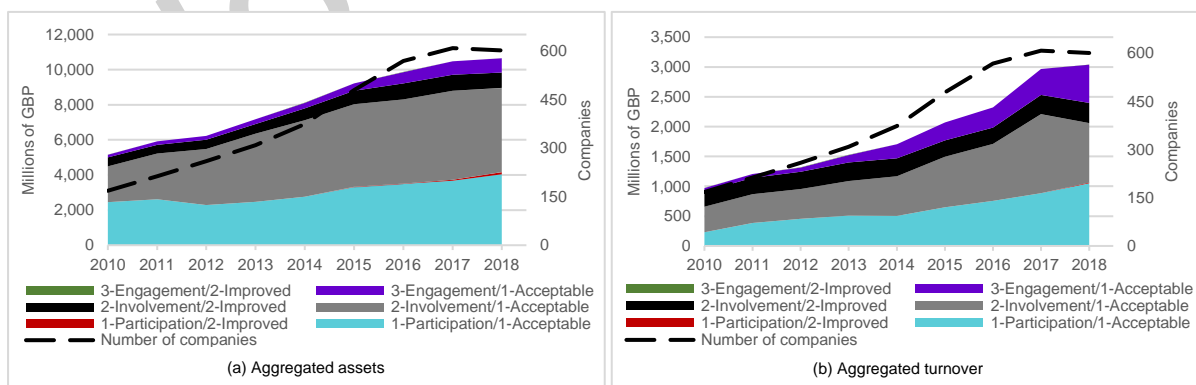 12,000
10,000
8,000
6,000
4,000
2,000
0
Millions of GBP
600
450
300
150
0
Companies
2010 2011 2012 2013 2014 2015 2016 2017 2018
3-Engagement/2-Improved 3-Engagement/1-Acceptable
2-Involvement/2-Improved 2-Involvement/1-Acceptable
1-Participation/2-Improved 1-Participation/1-Acceptable
Number of companies
(a) Aggregated assets
3,500
3,000
2,500
2,000
1,500
1,000
500
0
Millions of GBP
600
450
300
150
0
Companies
2010 2011 2012 2013 2014 2015 2016 2017 2018
3-Engagement/2-Improved 3-Engagement/1-Acceptable
2-Involvement/2-Improved 2-Involvement/1-Acceptable
1-Participation/2-Improved 1-Participation/1-Acceptable
Number of companies
(b) Aggregated turnover